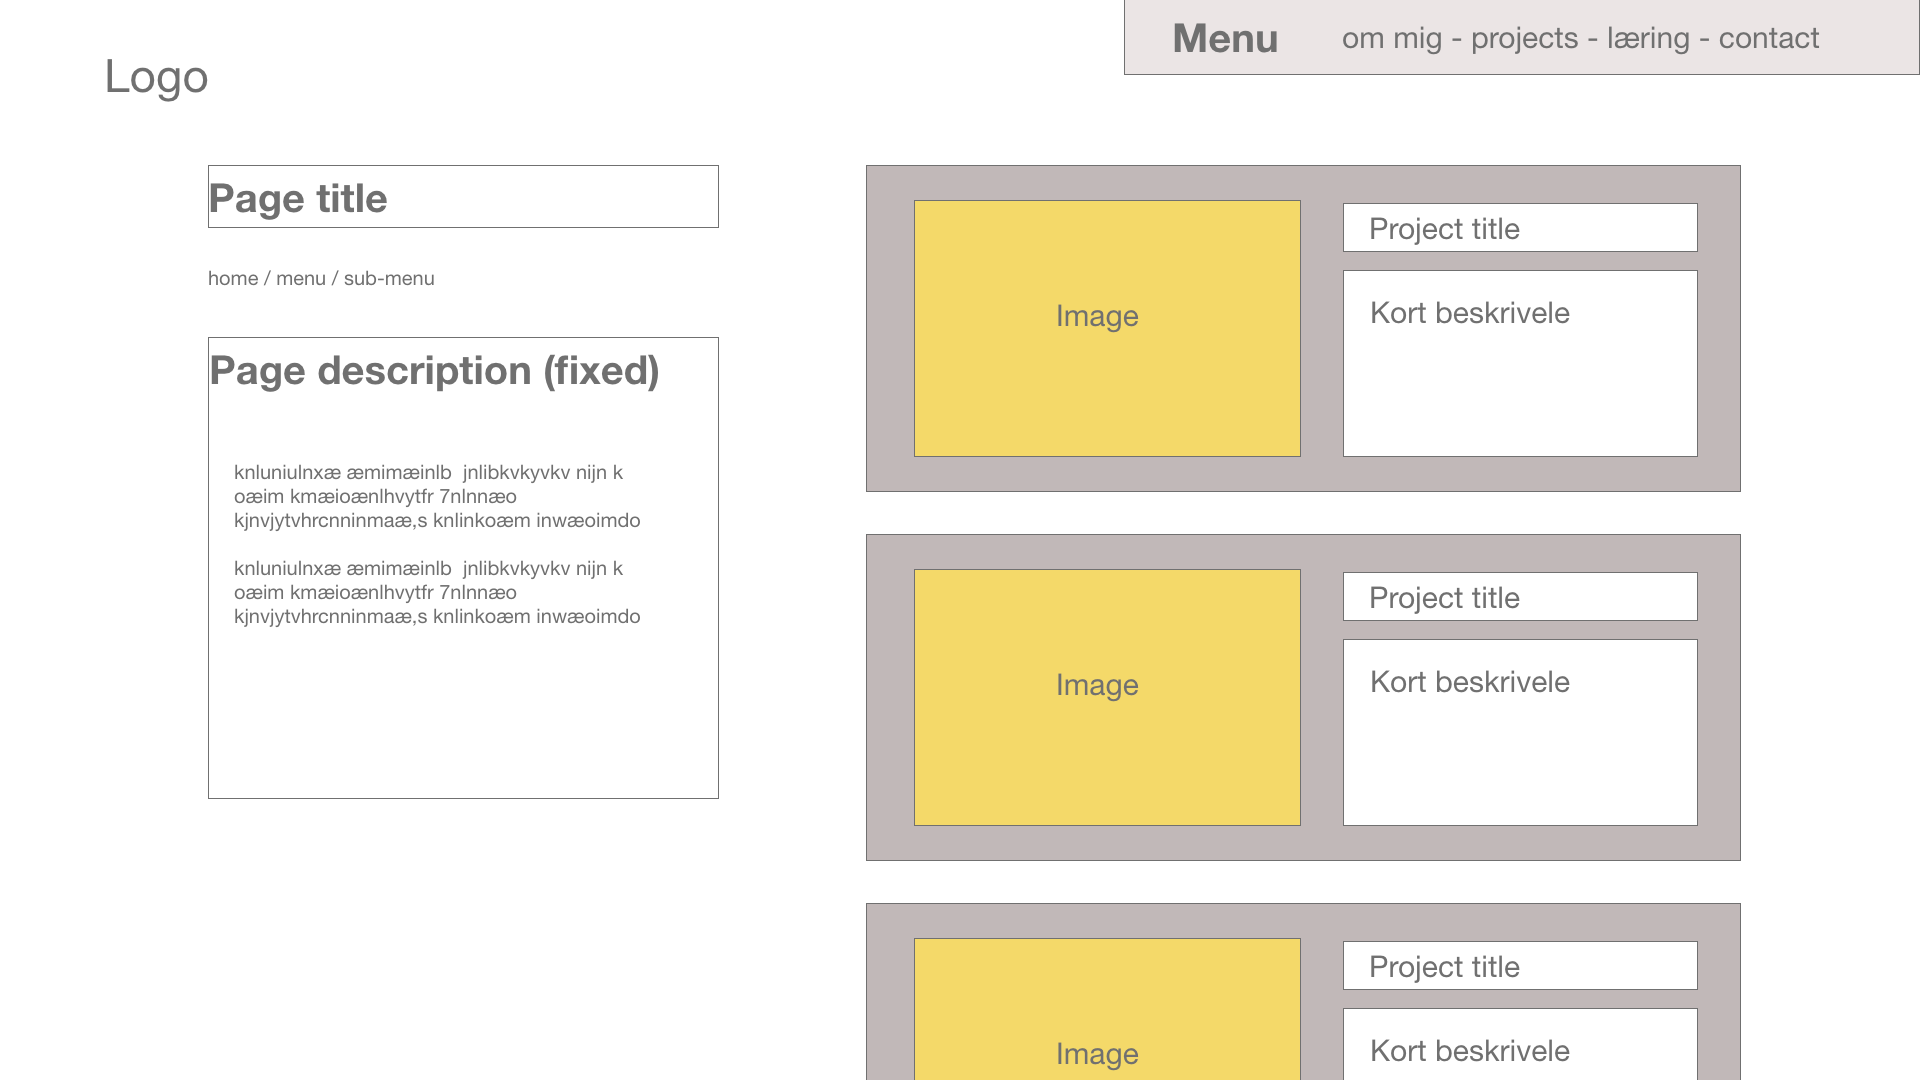 Menu
om mig - projects - læring - contact
Logo
Page title
home / menu / sub-menu
Page description (fixed)
knluniulnxæ æmimæinlb  jnlibkvkyvkv nijn k
oæim kmæioænlhvytfr 7nlnnæo
kjnvjytvhrcnninmaæ,s knlinkoæm inwæoimdo
knluniulnxæ æmimæinlb  jnlibkvkyvkv nijn k
oæim kmæioænlhvytfr 7nlnnæo
kjnvjytvhrcnninmaæ,s knlinkoæm inwæoimdo
Image
Project title
Kort beskrivele
Image
Project title
Kort beskrivele
Image
Project title
Kort beskrivele